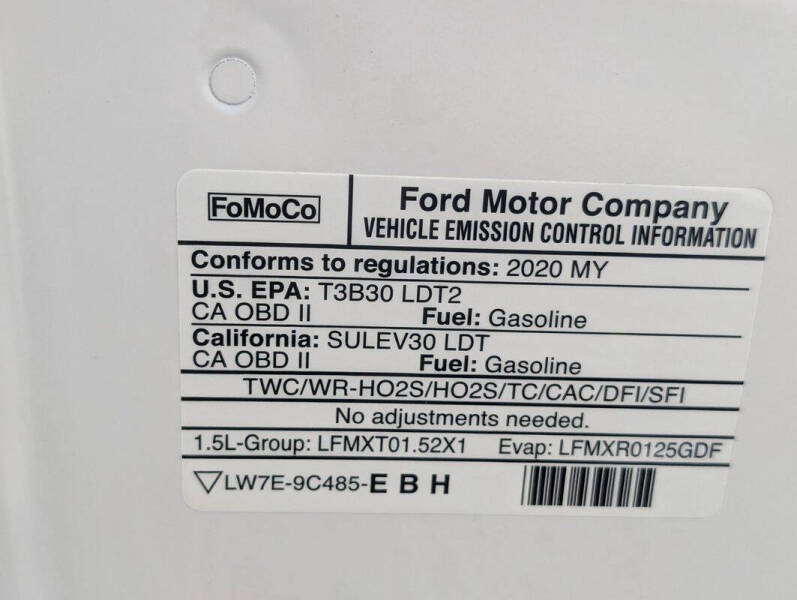 FoMoCo
Ford Motor Company
VEHICLE EMISSION CONTROL INFORMATION
Conforms to regulations: 2020 MY
U.S. EPA: T3B30 LDT2
CA OBD II Fuel: Gasoline
California: SULEV30 LDT
CA OBD II Fuel: Gasoline
TWC/WR-HO2S/HO2S/TC/CAC/DFI/SFI
No adjustments needed.
1.5L-Group: LFMXT01.52X1 Evap: LFMXR0125GDF
LW7E-9C485-E B H